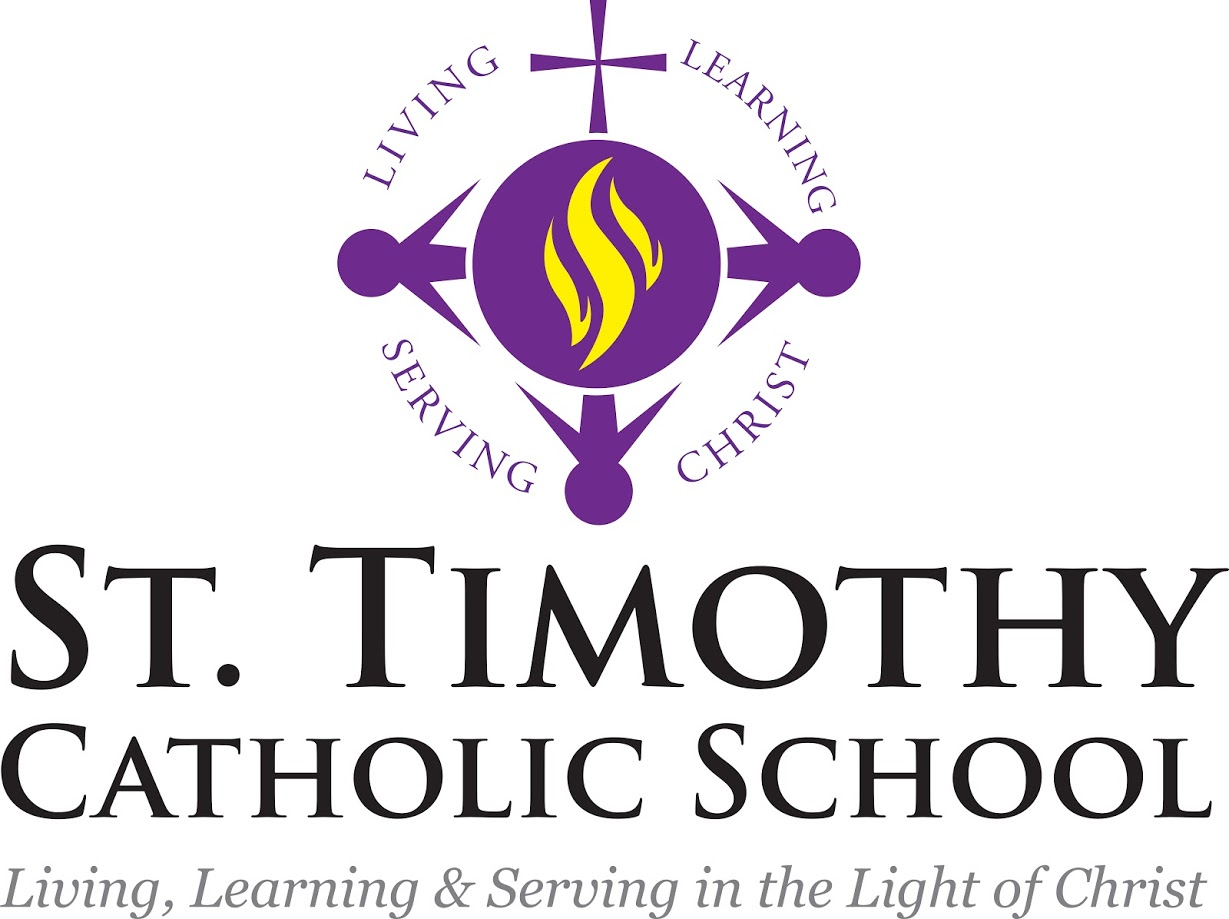 LIVING
LEARNING
SERVING
CHRIST
ST. TIMOTHY
CATHOLIC SCHOOL
Living, Learning & Serving in the Light of Christ